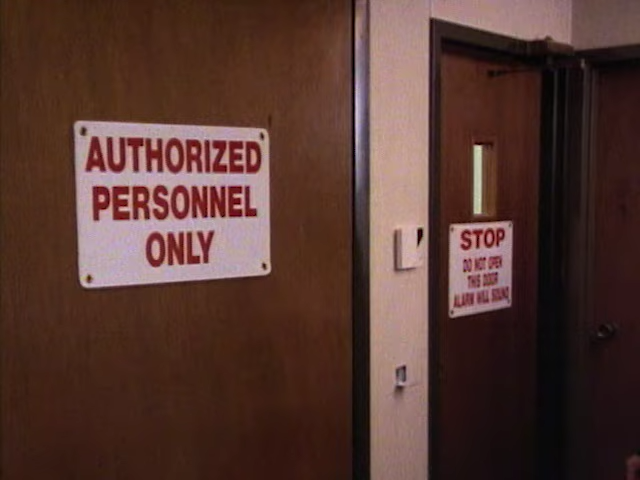 AUTHORIZED
PERSONNEL
ONLY
STOP
DO NOT OPEN
THIS DOOR
ALARM WILL SOUND